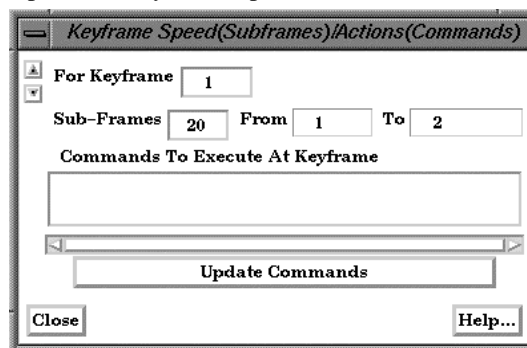 Keyframe Speed(Subframes)/Actions(Commands)
For Keyframe 1
Sub-Frames 20 From 1 To 2
Commands To Execute At Keyframe
Update Commands
Close Help...